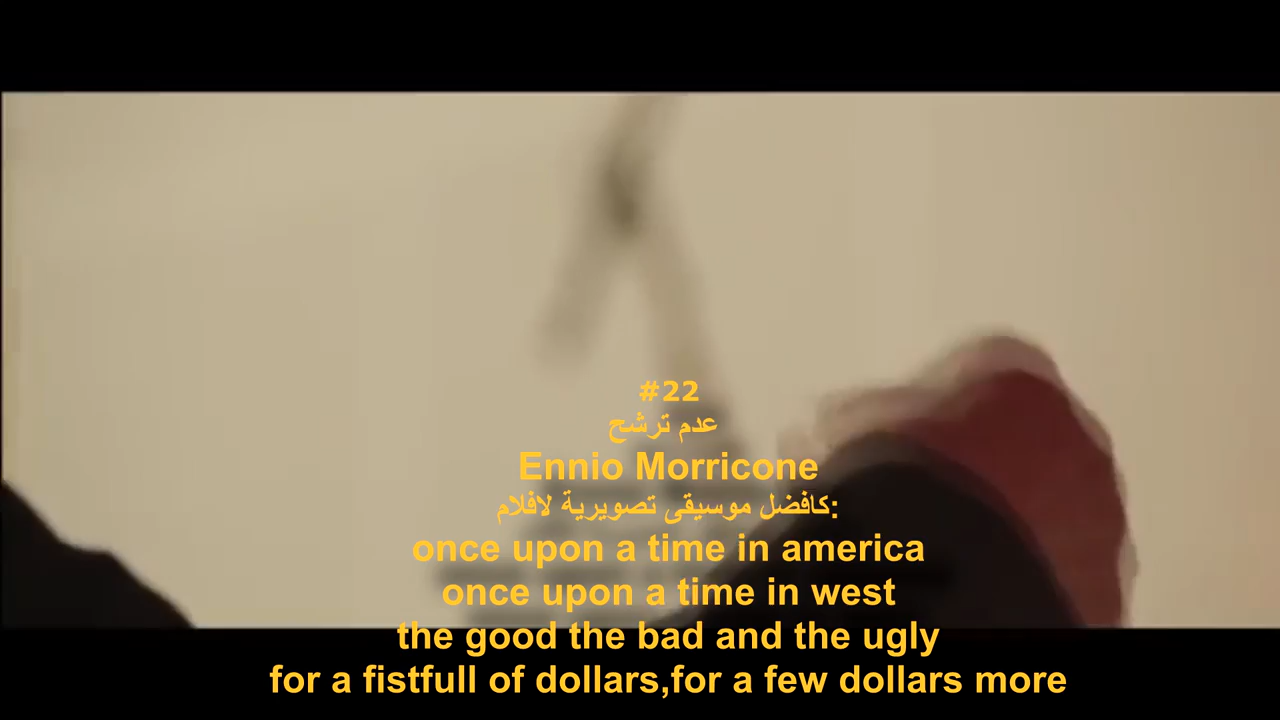 #22
عدم ترشح
Ennio Morricone
كافضل موسيقى تصويرية لافلام:
once upon a time in america
once upon a time in west
the good the bad and the ugly
for a fistfull of dollars,for a few dollars more